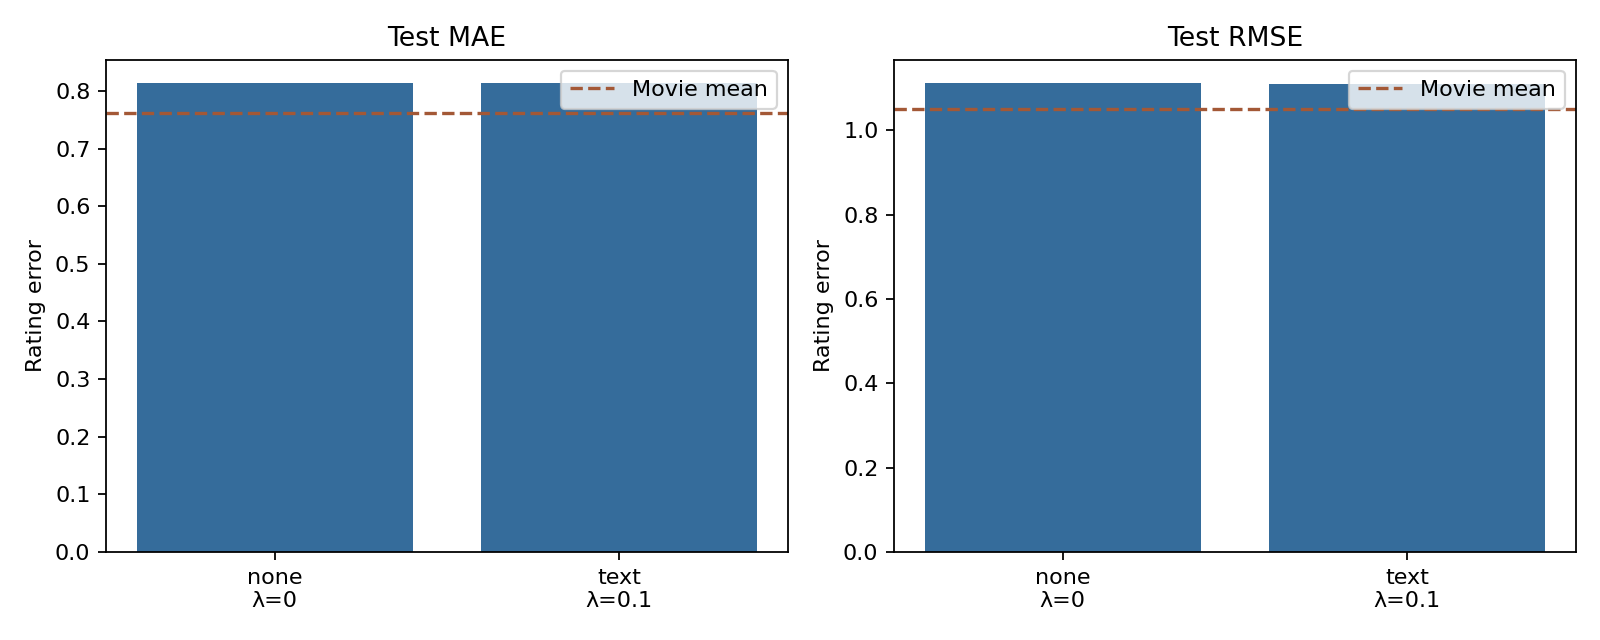 Test MAE
Movie mean
Rating error
0.8
0.7
0.6
0.5
0.4
0.3
0.2
0.1
0.0
none
λ=0
text
λ=0.1
Test RMSE
Movie mean
Rating error
1.0
0.8
0.6
0.4
0.2
0.0
none
λ=0
text
λ=0.1